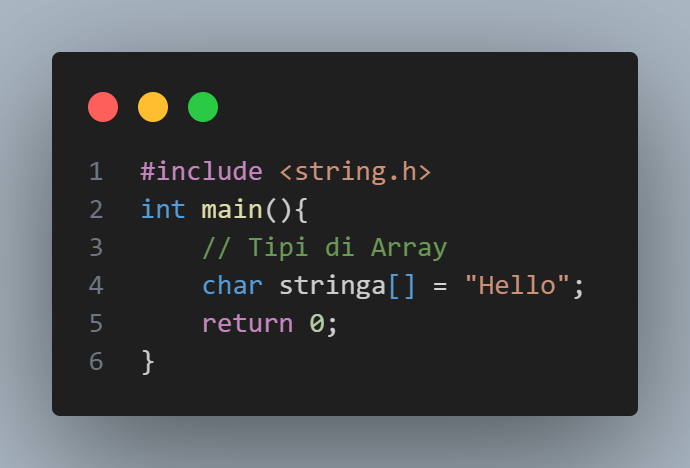 1 #include <string.h>
2 int main(){
3     // Tipi di Array
4     char stringa[] = "Hello";
5     return 0;
6 }